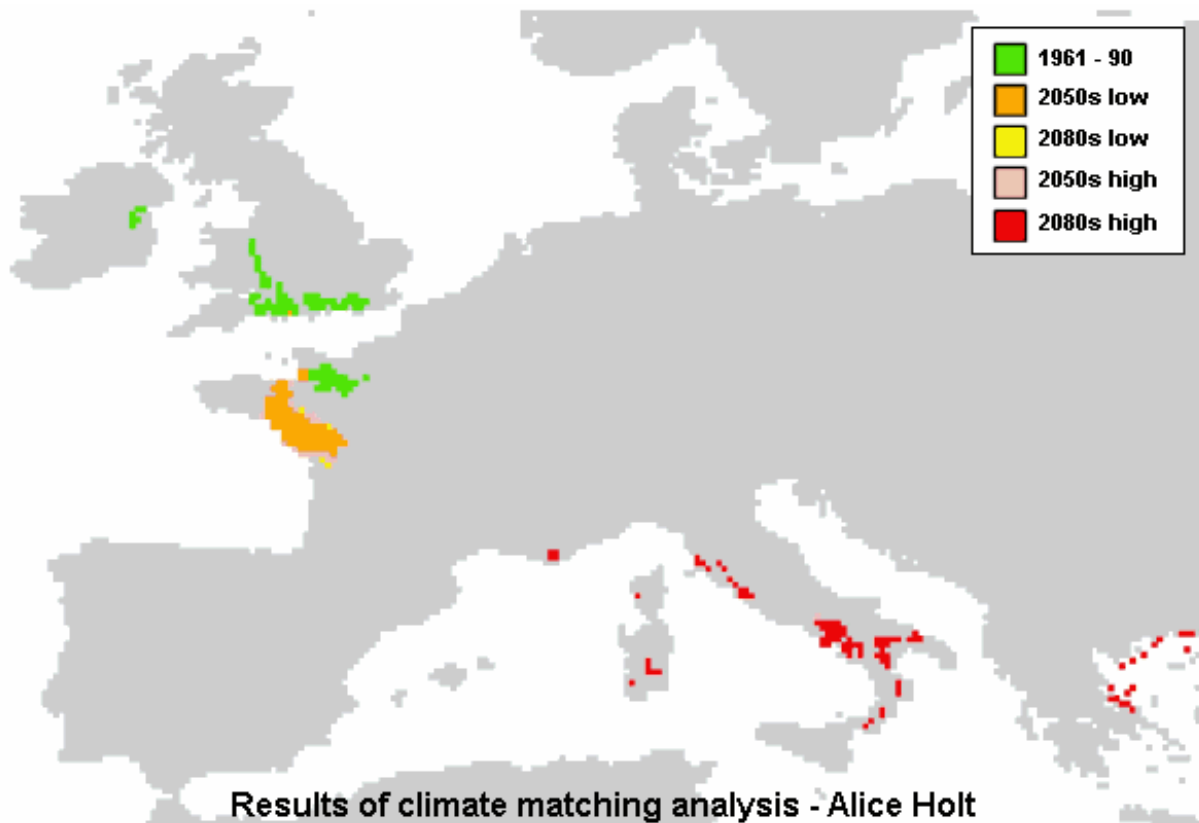 1961 - 90
2050s low
2080s low
2050s high
2080s high
Results of climate matching analysis - Alice Holt